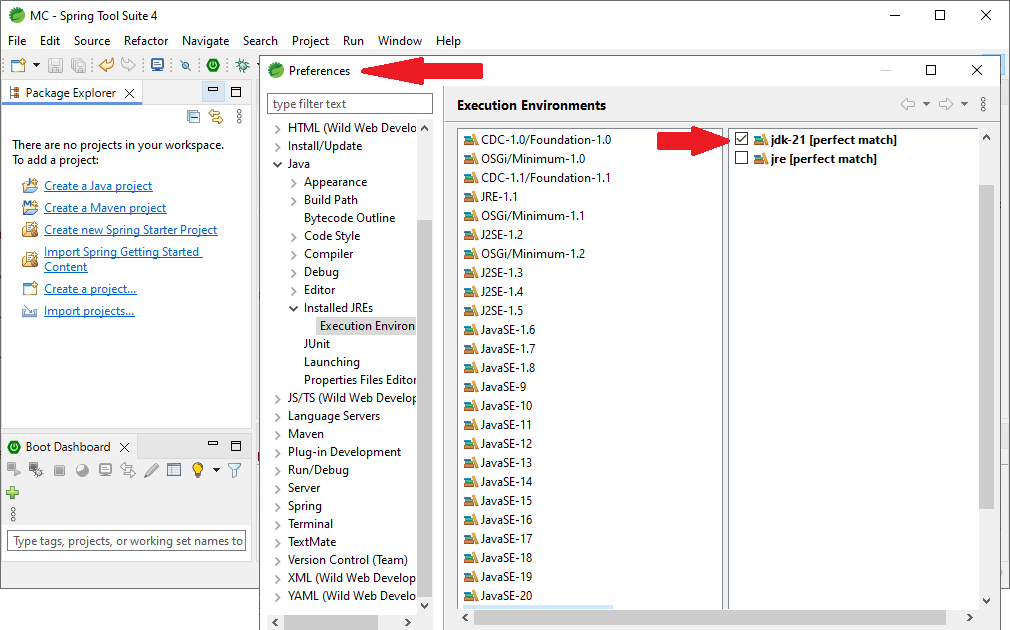 MC - Spring Tool Suite 4
File Edit Source Refactor Navigate Search Project Run Window Help
Package Explorer
There are no projects in your workspace.
To add a project:
Create a Java project
Create a Maven project
Create new Spring Starter Project
Import Spring Getting Started
Content
Create a project...
Import projects...
Boot Dashboard
Type tags, projects, or working set names to
Preferences
type filter text
HTML (Wild Web Develo
Install/Update
Java
Appearance
Build Path
Bytecode Outline
Code Style
Compiler
Debug
Editor
Installed JREs
Execution Environ
JUnit
Launching
Properties Files Editor
JS/TS (Wild Web Develop
Language Servers
Maven
Plug-in Development
Run/Debug
Server
Spring
Terminal
TextMate
Version Control (Team)
XML (Wild Web Develop
YAML (Wild Web Develop
Execution Environments
CDC-1.0/Foundation-1.0
OSGi/Minimum-1.0
CDC-1.1/Foundation-1.1
JRE-1.1
OSGi/Minimum-1.1
J2SE-1.2
OSGi/Minimum-1.2
J2SE-1.3
J2SE-1.4
J2SE-1.5
JavaSE-1.6
JavaSE-1.7
JavaSE-1.8
JavaSE-9
JavaSE-10
JavaSE-11
JavaSE-12
JavaSE-13
JavaSE-14
JavaSE-15
JavaSE-16
JavaSE-17
JavaSE-18
JavaSE-19
JavaSE-20
jdk-21 [perfect match]
jre [perfect match]